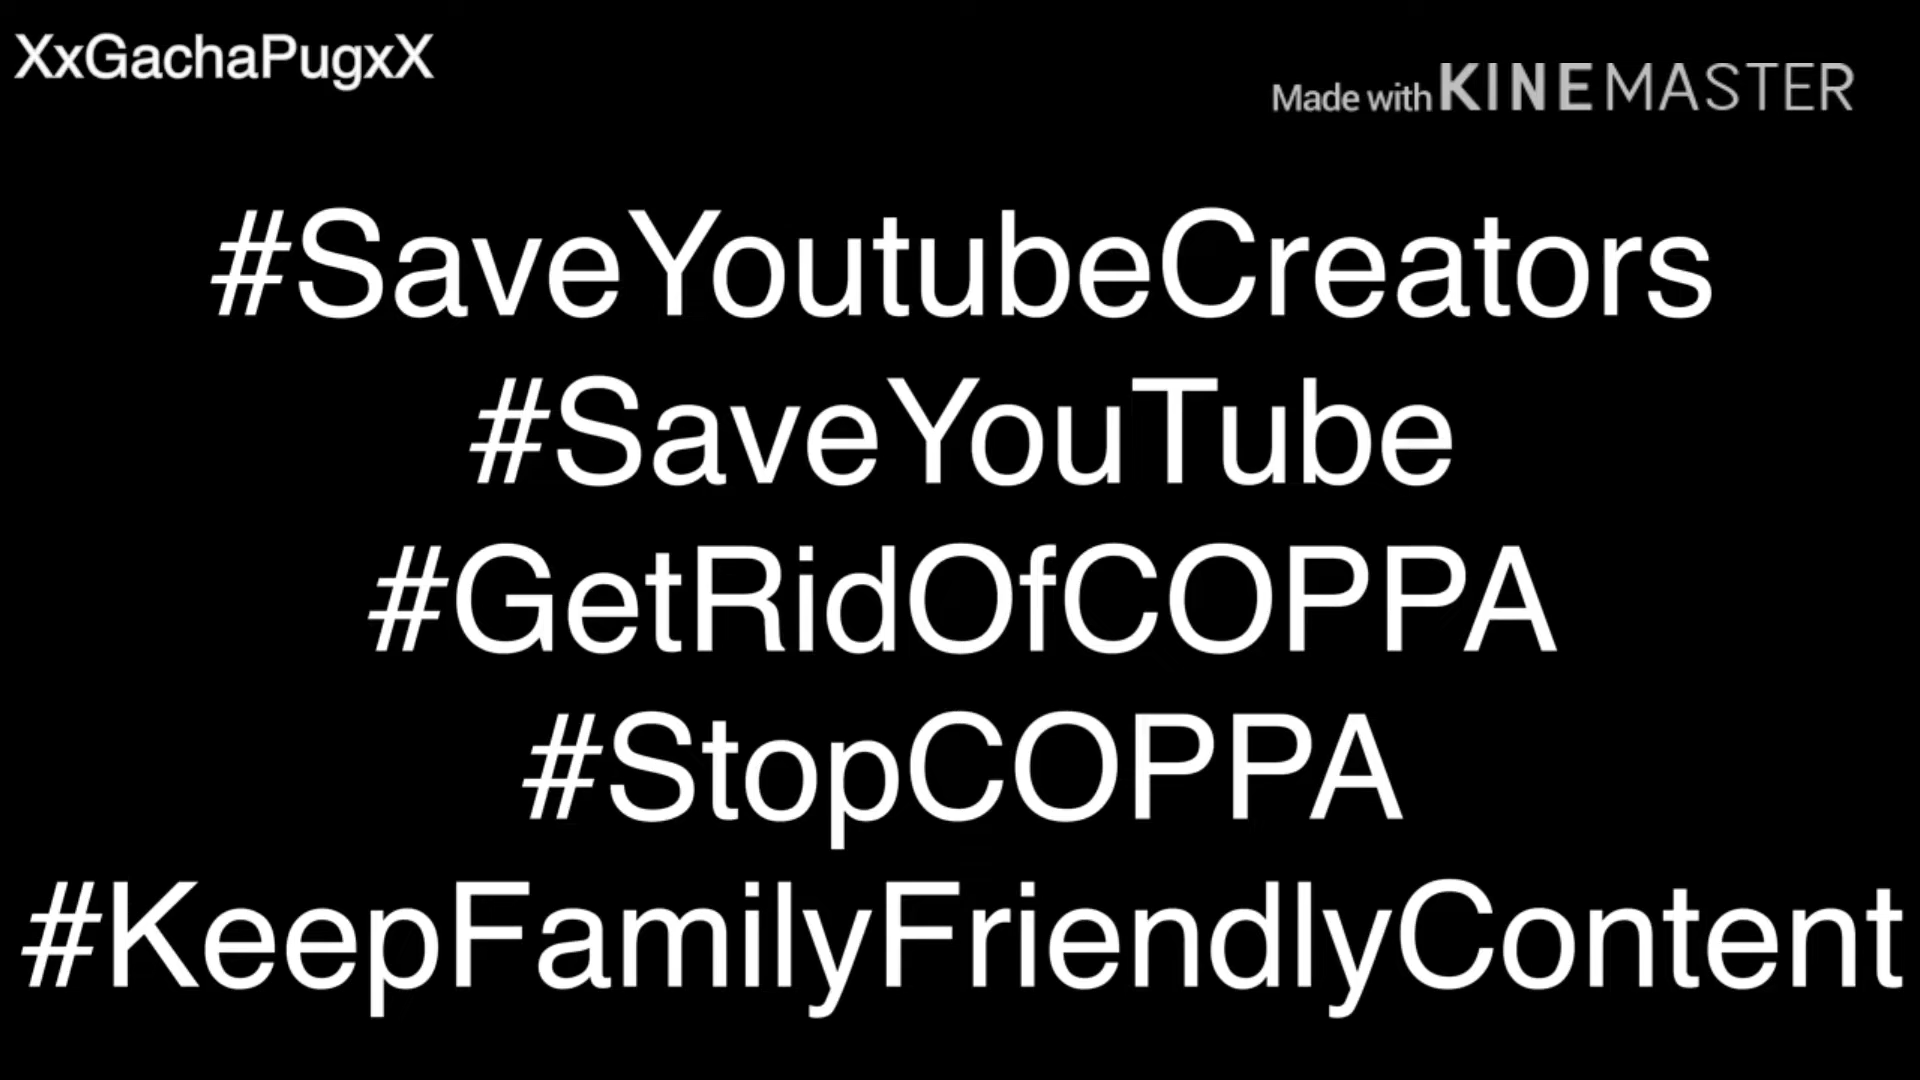 XxGachaPugxX
Made with KINEMASTER
#SaveYoutubeCreators
#SaveYouTube
#GetRidOfCOPPA
#StopCOPPA
#KeepFamilyFriendlyContent